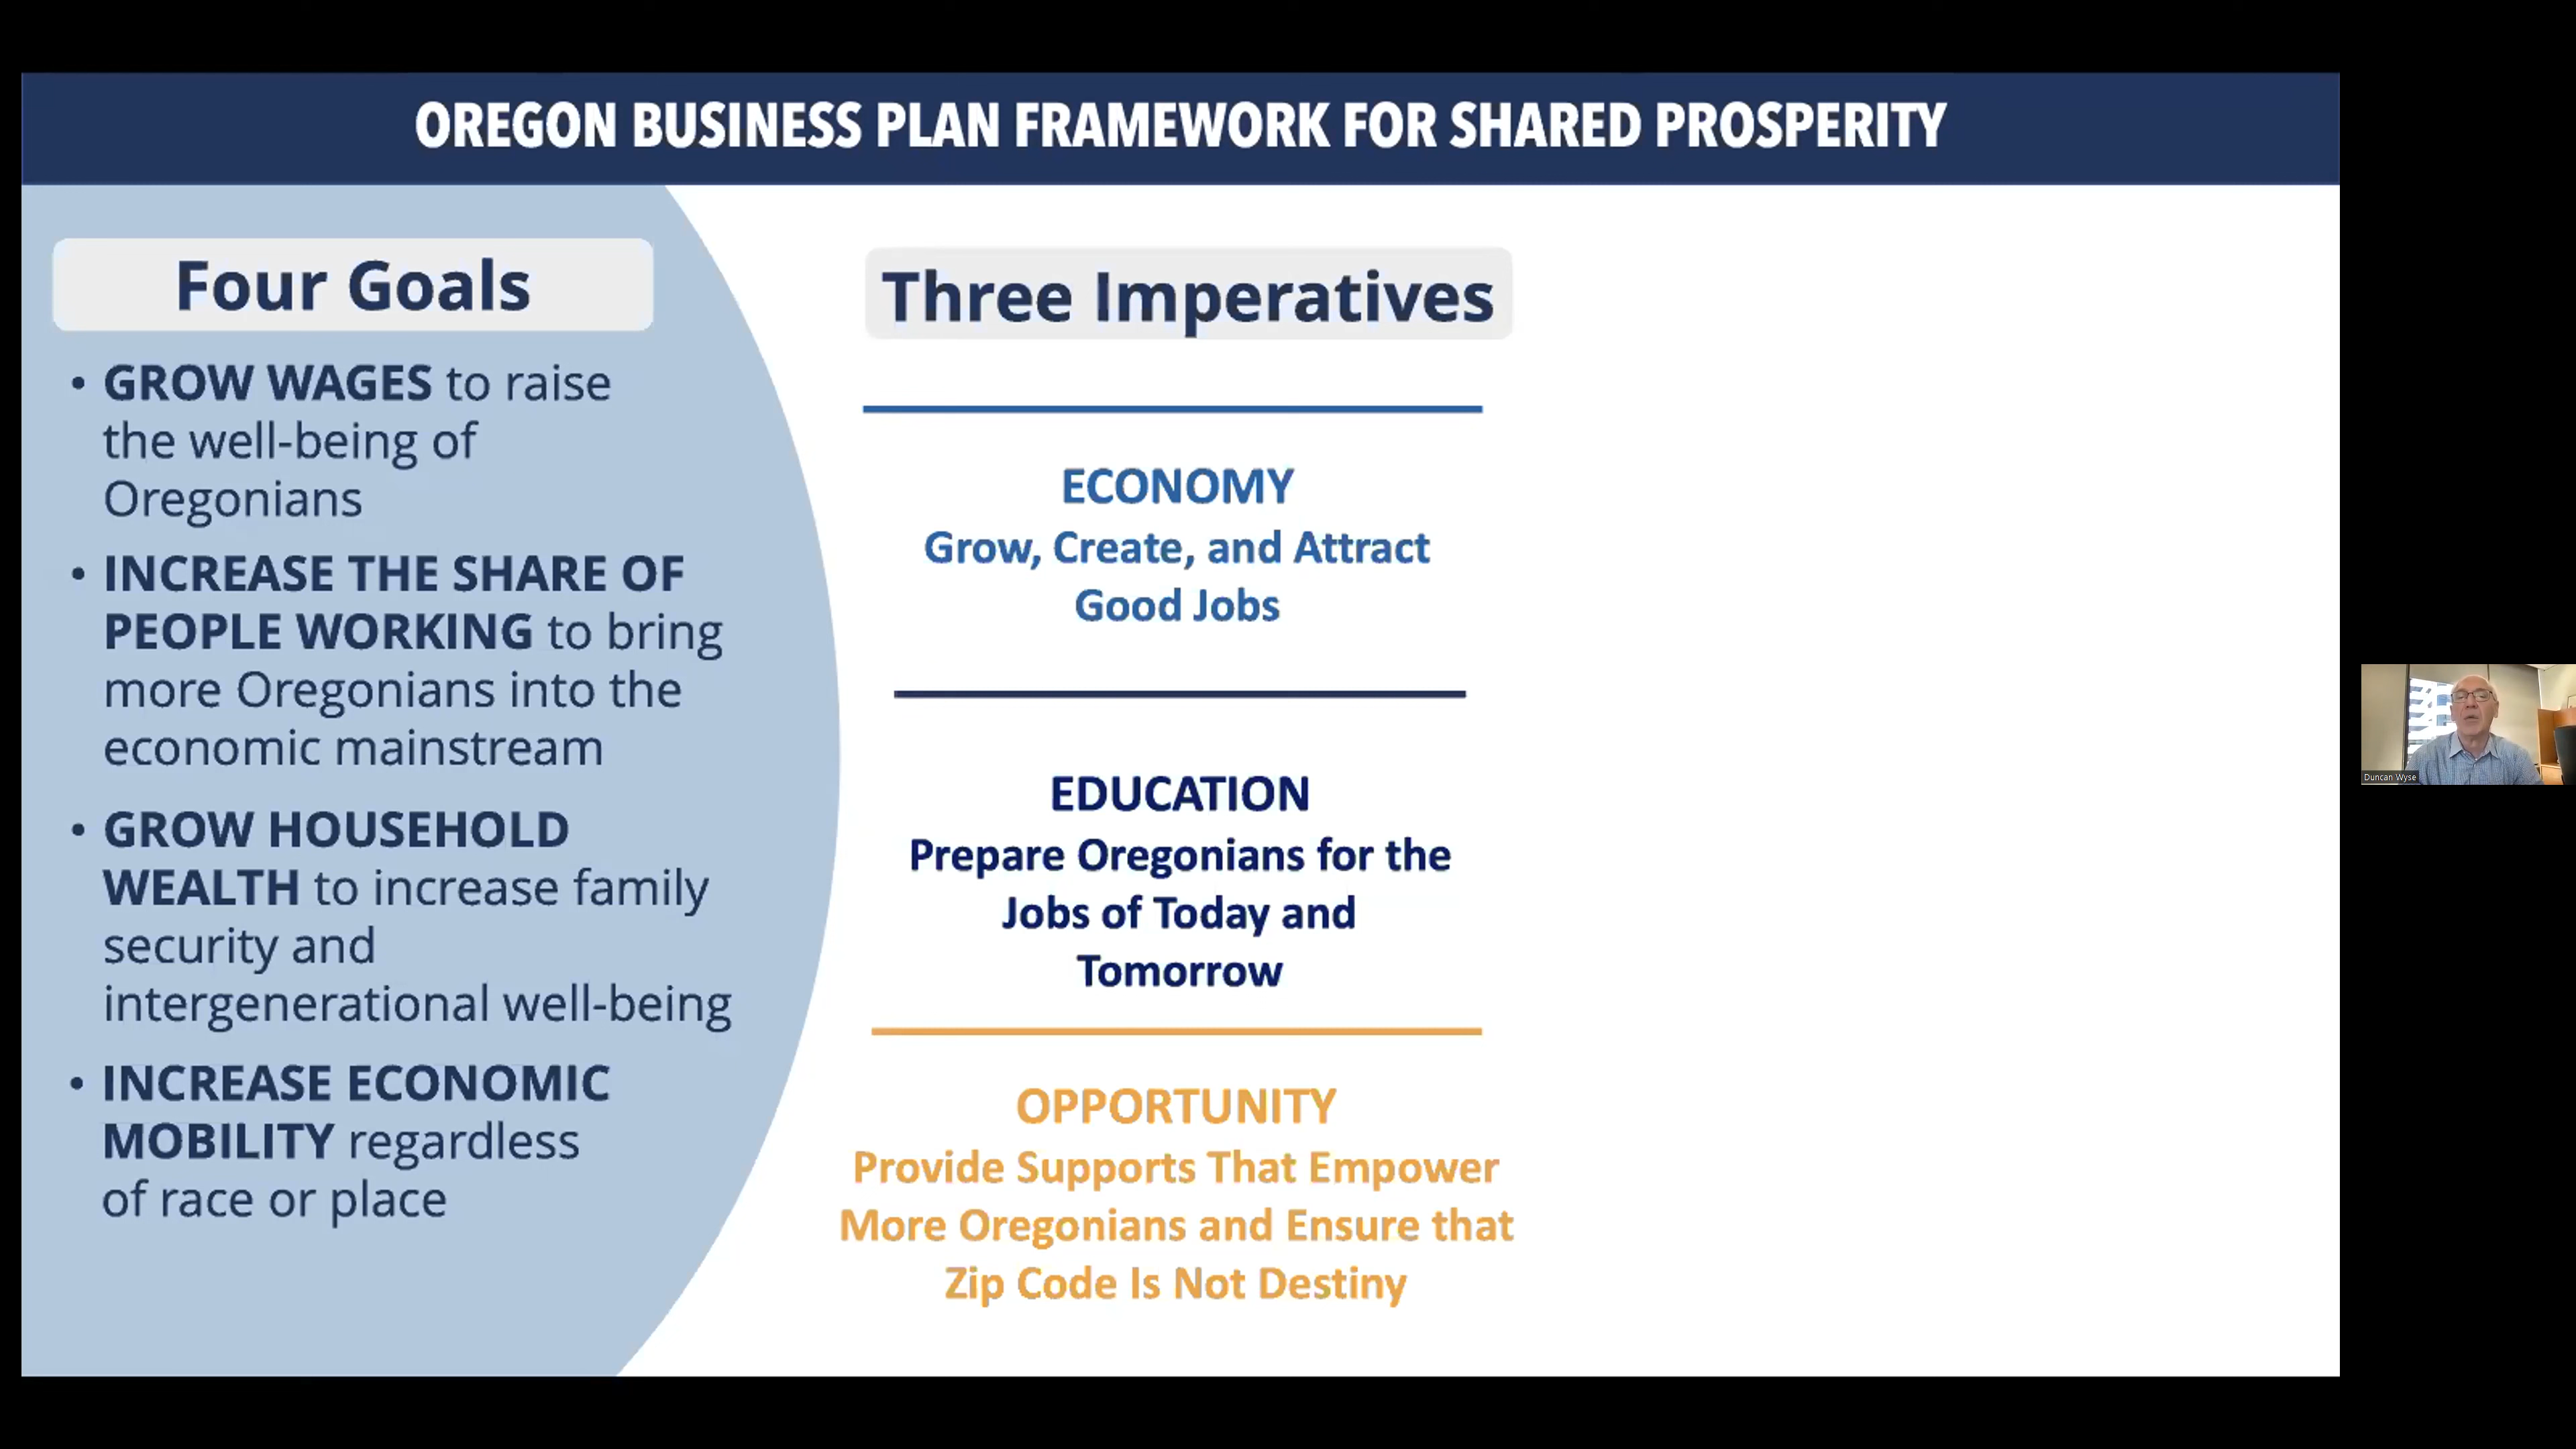 OREGON BUSINESS PLAN FRAMEWORK FOR SHARED PROSPERITY
Four Goals
• GROW WAGES to raise
the well-being of
Oregonians
• INCREASE THE SHARE OF
PEOPLE WORKING to bring
more Oregonians into the
economic mainstream
• GROW HOUSEHOLD
WEALTH to increase family
security and
intergenerational well-being
• INCREASE ECONOMIC
MOBILITY regardless
of race or place
Three Imperatives
ECONOMY
Grow, Create, and Attract
Good Jobs
EDUCATION
Prepare Oregonians for the
Jobs of Today and
Tomorrow
OPPORTUNITY
Provide Supports That Empower
More Oregonians and Ensure that
Zip Code Is Not Destiny
Duncan Wyse